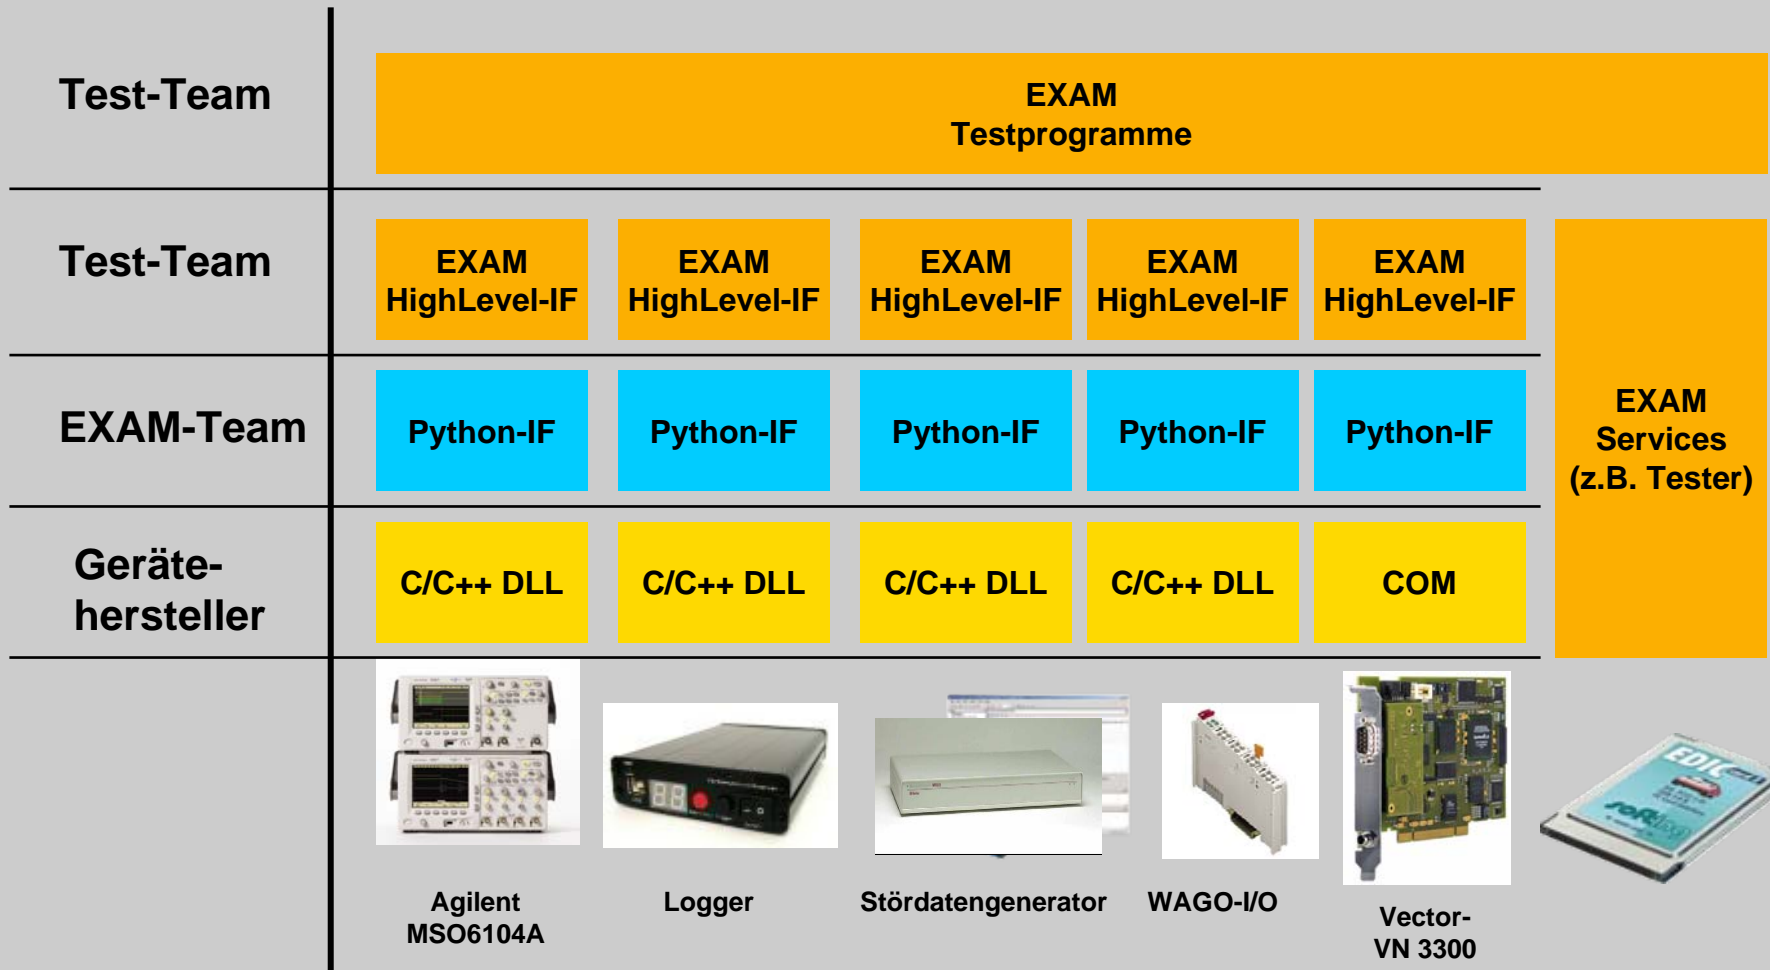 Test-Team
EXAM
Testprogramme
Test-Team
EXAM
HighLevel-IF
EXAM
HighLevel-IF
EXAM
HighLevel-IF
EXAM
HighLevel-IF
EXAM
HighLevel-IF
EXAM-Team
Python-IF
Python-IF
Python-IF
Python-IF
Python-IF
EXAM
Services
(z.B. Tester)
Geräte-
hersteller
C/C++ DLL
C/C++ DLL
C/C++ DLL
C/C++ DLL
COM
EDIC
softing
Agilent
MSO6104A
Logger
Stördatengenerator
WAGO-I/O
Vector-
VN 3300